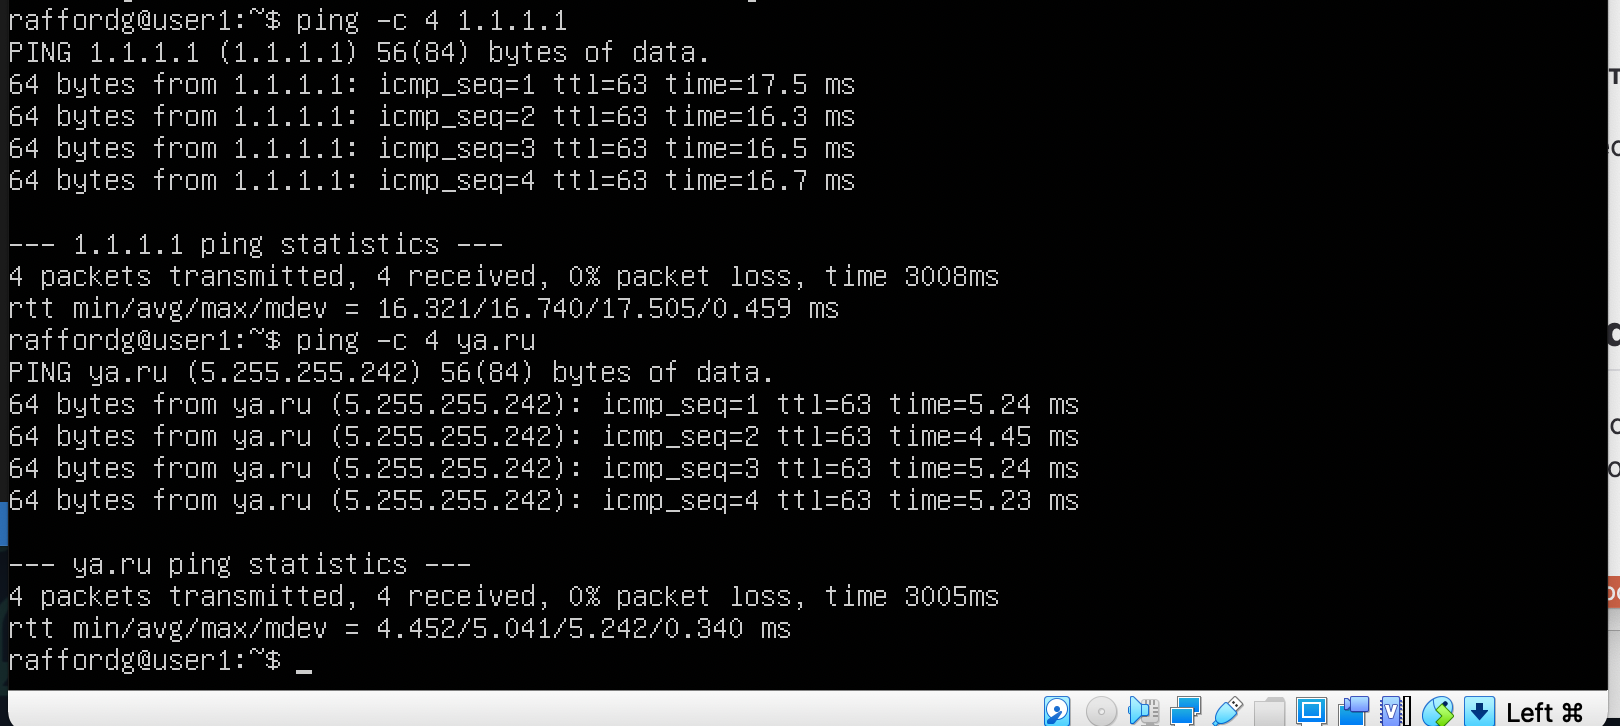 raffordg@user1:~$ ping -c 4 1.1.1.1
PING 1.1.1.1 (1.1.1.1) 56(84) bytes of data.
64 bytes from 1.1.1.1: icmp_seq=1 ttl=63 time=17.5 ms
64 bytes from 1.1.1.1: icmp_seq=2 ttl=63 time=16.3 ms
64 bytes from 1.1.1.1: icmp_seq=3 ttl=63 time=16.5 ms
64 bytes from 1.1.1.1: icmp_seq=4 ttl=63 time=16.7 ms
--- 1.1.1.1 ping statistics ---
4 packets transmitted, 4 received, 0% packet loss, time 3008ms
rtt min/avg/max/mdev = 16.321/16.740/17.505/0.459 ms
raffordg@user1:~$ ping -c 4 ya.ru
PING ya.ru (5.255.255.242) 56(84) bytes of data.
64 bytes from ya.ru (5.255.255.242): icmp_seq=1 ttl=63 time=5.24 ms
64 bytes from ya.ru (5.255.255.242): icmp_seq=2 ttl=63 time=4.45 ms
64 bytes from ya.ru (5.255.255.242): icmp_seq=3 ttl=63 time=5.24 ms
64 bytes from ya.ru (5.255.255.242): icmp_seq=4 ttl=63 time=5.23 ms
--- ya.ru ping statistics ---
4 packets transmitted, 4 received, 0% packet loss, time 3005ms
rtt min/avg/max/mdev = 4.452/5.041/5.242/0.340 ms
raffordg@user1:~$ _
Left ⌘